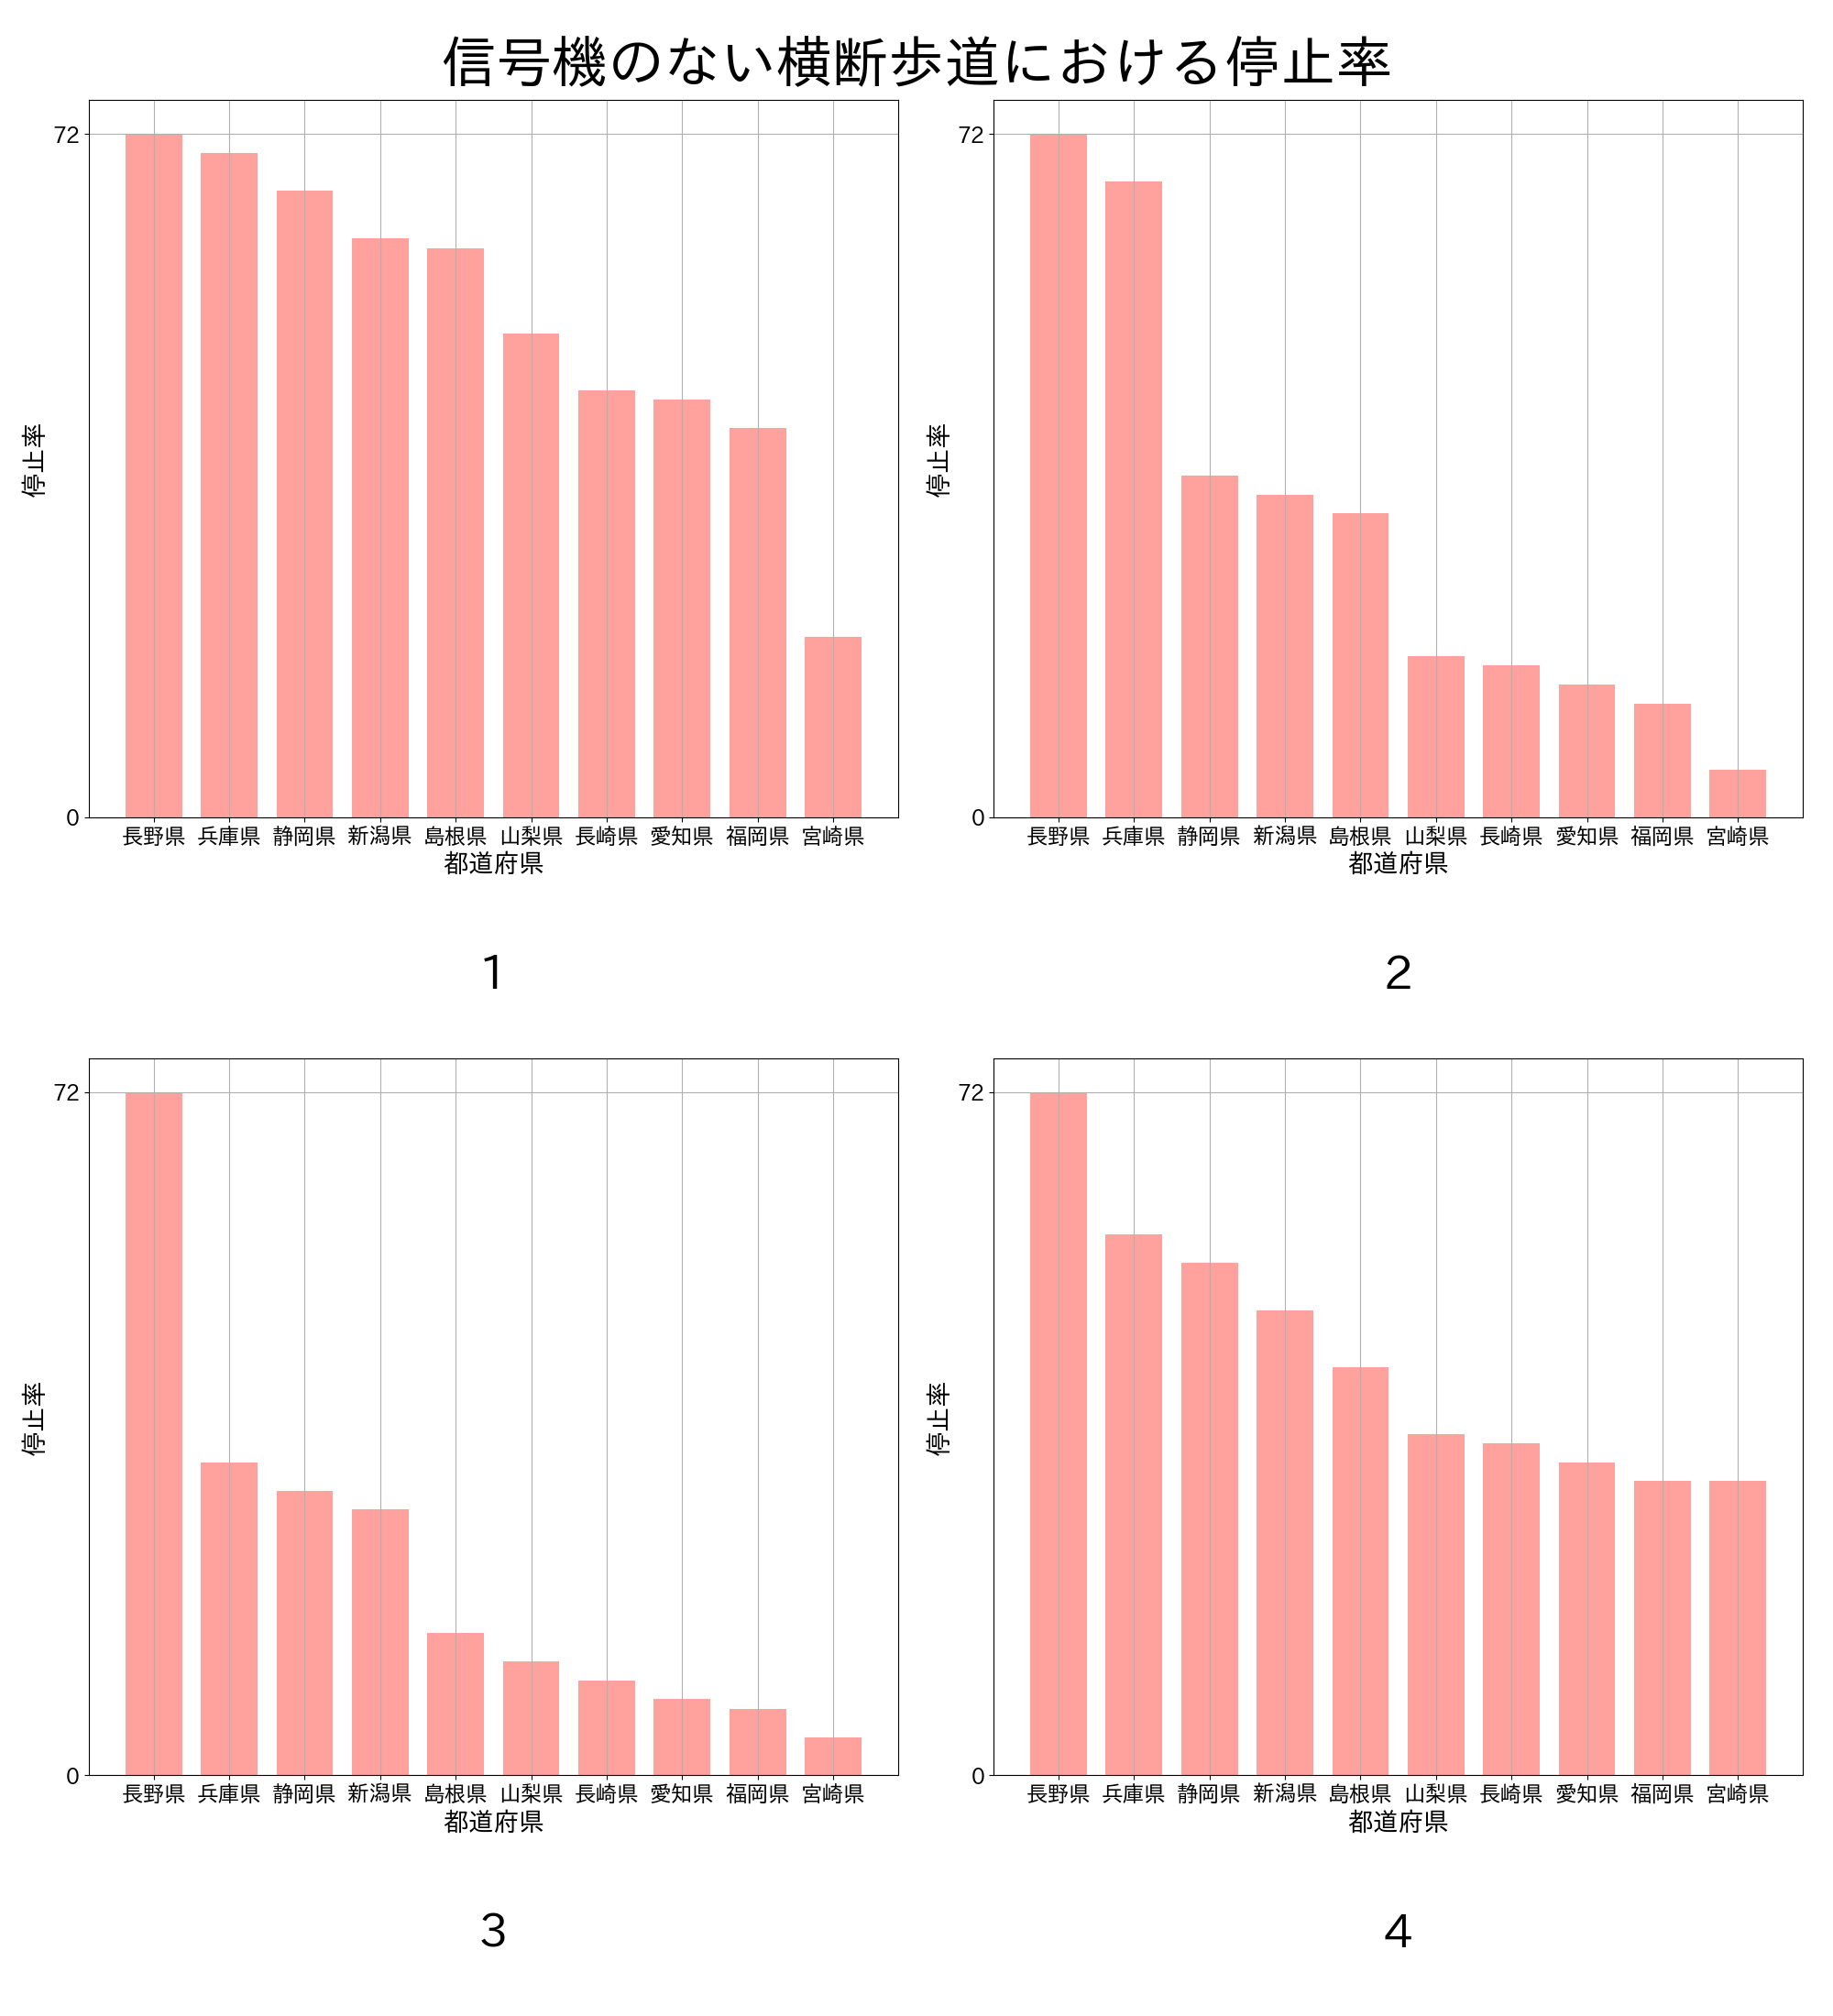 信号機のない横断歩道における停止率
72
0
停止率
長野県 兵庫県 静岡県 新潟県 島根県 山梨県 長崎県 愛知県 福岡県 宮崎県
都道府県
1
72
0
停止率
長野県 兵庫県 静岡県 新潟県 島根県 山梨県 長崎県 愛知県 福岡県 宮崎県
都道府県
2
72
0
停止率
長野県 兵庫県 静岡県 新潟県 島根県 山梨県 長崎県 愛知県 福岡県 宮崎県
都道府県
3
72
0
停止率
長野県 兵庫県 静岡県 新潟県 島根県 山梨県 長崎県 愛知県 福岡県 宮崎県
都道府県
4